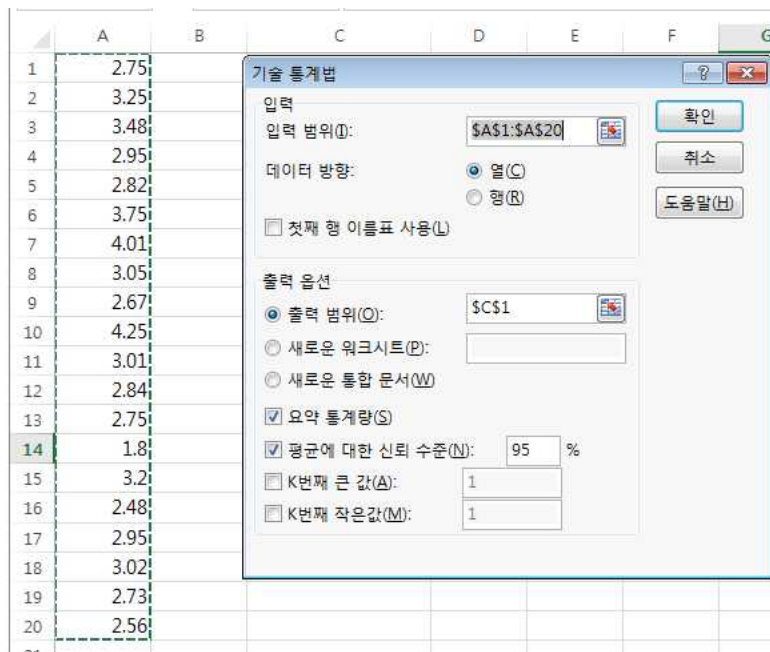 A B C D E F G
1 2.75
2 3.25
3 3.48
4 2.95
5 2.82
6 3.75
7 4.01
8 3.05
9 2.67
10 4.25
11 3.01
12 2.84
13 2.75
14 1.8
15 3.2
16 2.48
17 2.95
18 3.02
19 2.73
20 2.56
기술 통계법
입력
입력 범위(I): $A$1:$A$20
데이터 방향: 열(C)
행(R)
첫째 행 이름표 사용(L)
확인
취소
도움말(H)
출력 옵션
출력 범위(O): $C$1
새로운 워크시트(P):
새로운 통합 문서(W)
요약 통계량(S)
평균에 대한 신뢰 수준(N): 95 %
K번째 큰 값(A): 1
K번째 작은값(M): 1